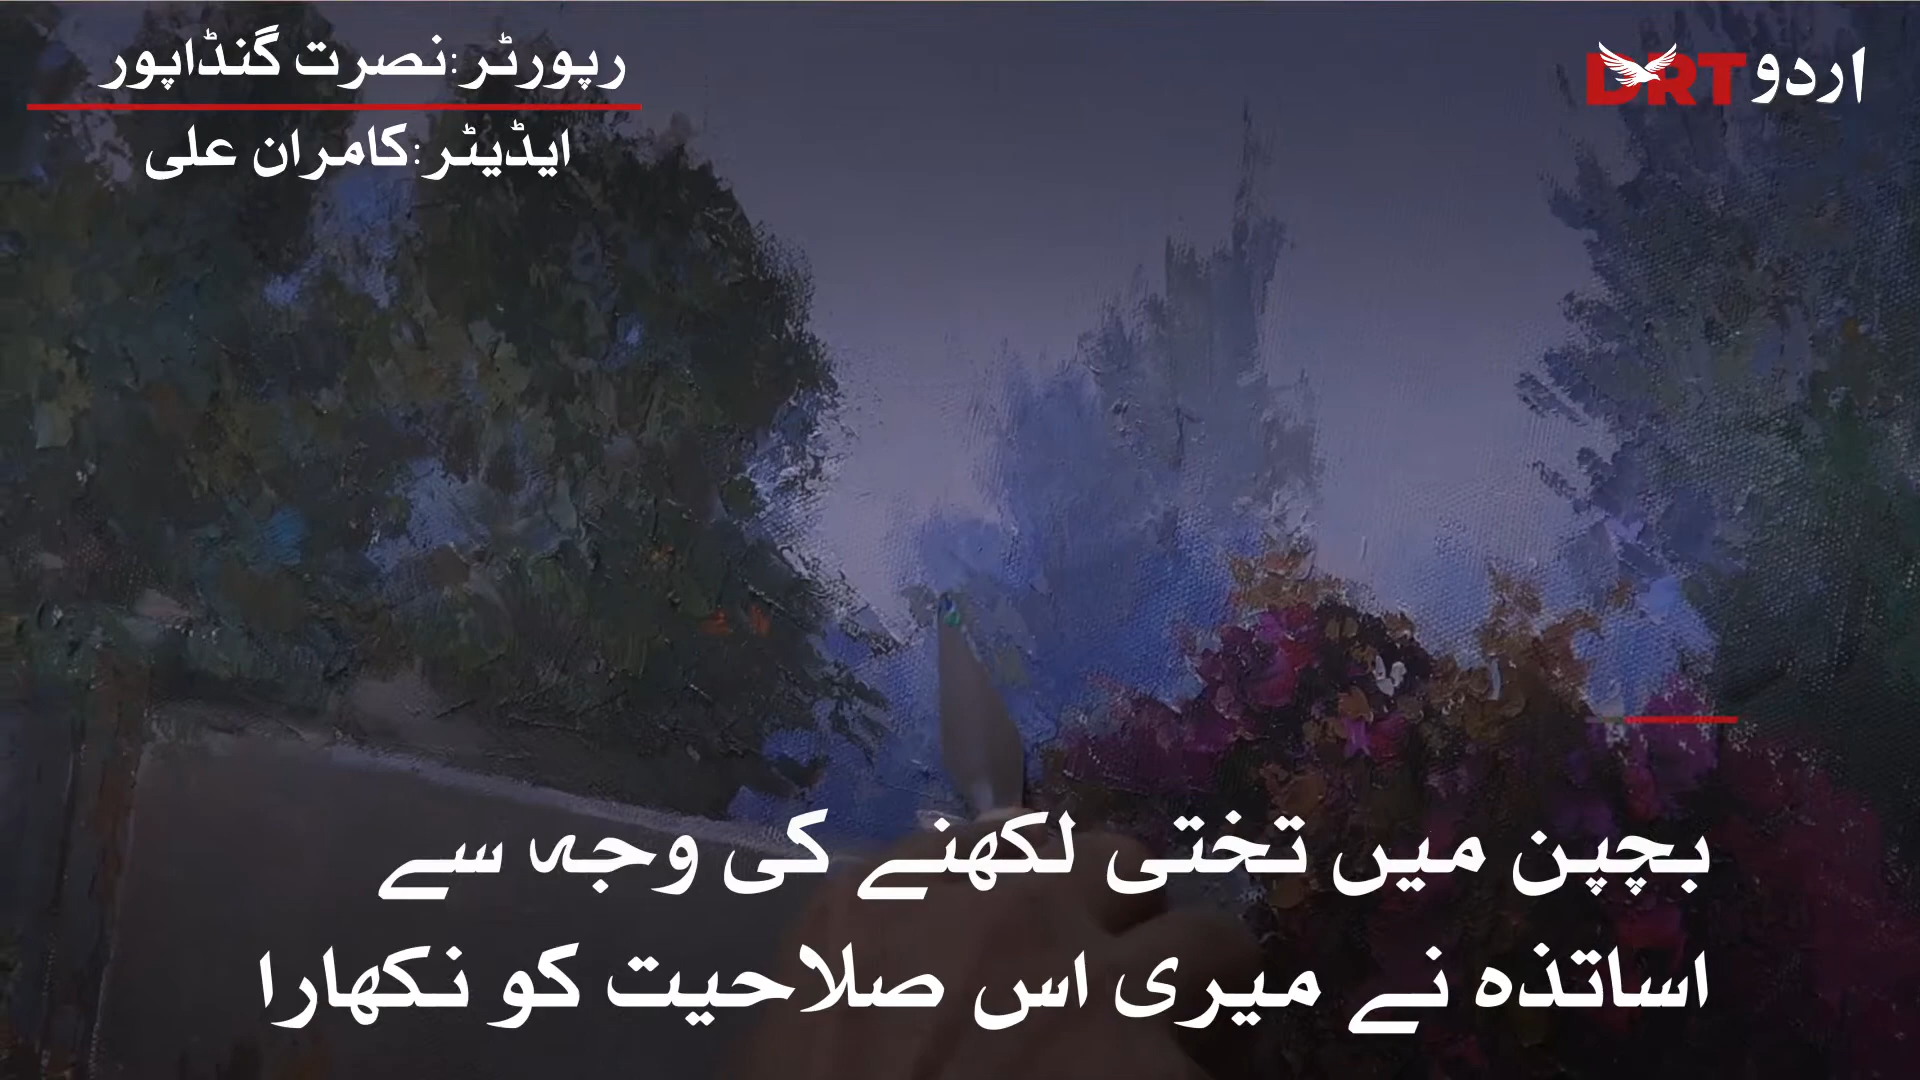 رپورٹر:نصرت گنڈاپور
ایڈیٹر:کامران علی
DRT اردو
بچپن میں تختی لکھنے کی وجہ سے
اساتذہ نے میری اس صلاحیت کو نکھارا